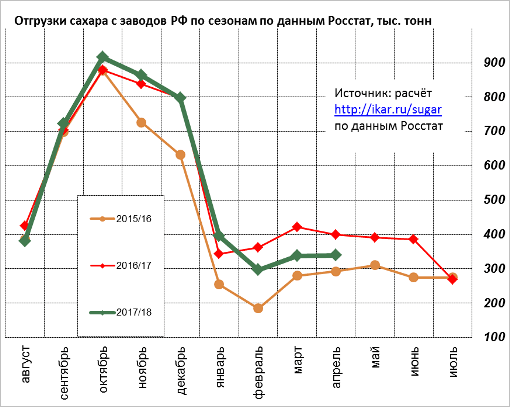 Отгрузки сахара с заводов РФ по сезонам по данным Росстат, тыс. тонн
900
800
700
600
500
400
300
200
100
Источник: расчёт
http://ikar.ru/sugar
по данным Росстат
2015/16
2016/17
2017/18
август
сентябрь
октябрь
ноябрь
декабрь
январь
февраль
март
апрель
май
июнь
июль